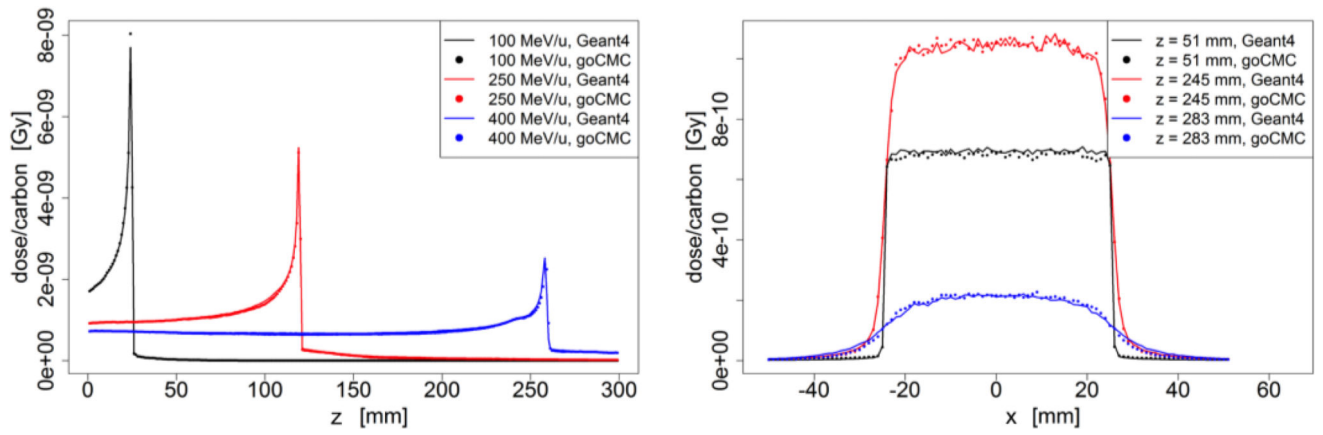 dose/carbon [Gy]
8e-09
6e-09
4e-09
2e-09
0e+00
100 MeV/u, Geant4
100 MeV/u, goCMC
250 MeV/u, Geant4
250 MeV/u, goCMC
400 MeV/u, Geant4
400 MeV/u, goCMC
0
50
100
150
200
250
300
z [mm]
dose/carbon [Gy]
8e-10
4e-10
0e+00
z = 51 mm, Geant4
z = 51 mm, goCMC
z = 245 mm, Geant4
z = 245 mm, goCMC
z = 283 mm, Geant4
z = 283 mm, goCMC
-40
-20
0
20
40
60
x [mm]